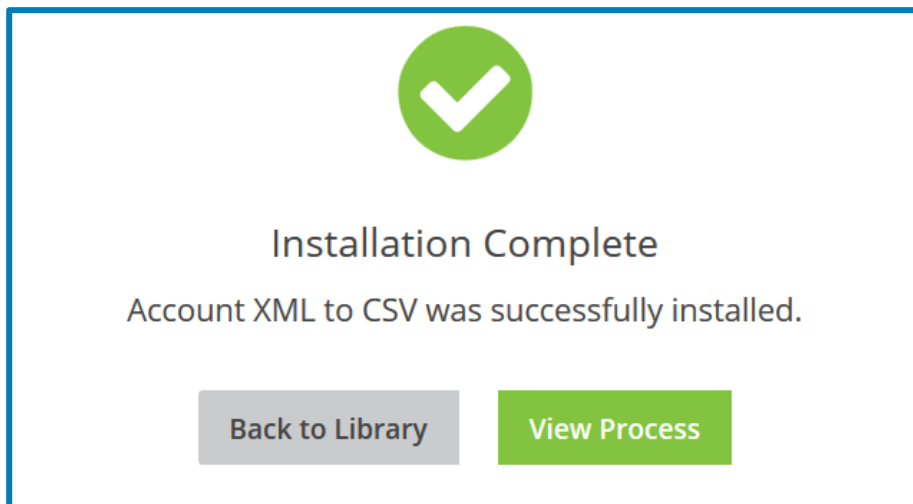 Installation Complete
Account XML to CSV was successfully installed.
Back to Library
View Process